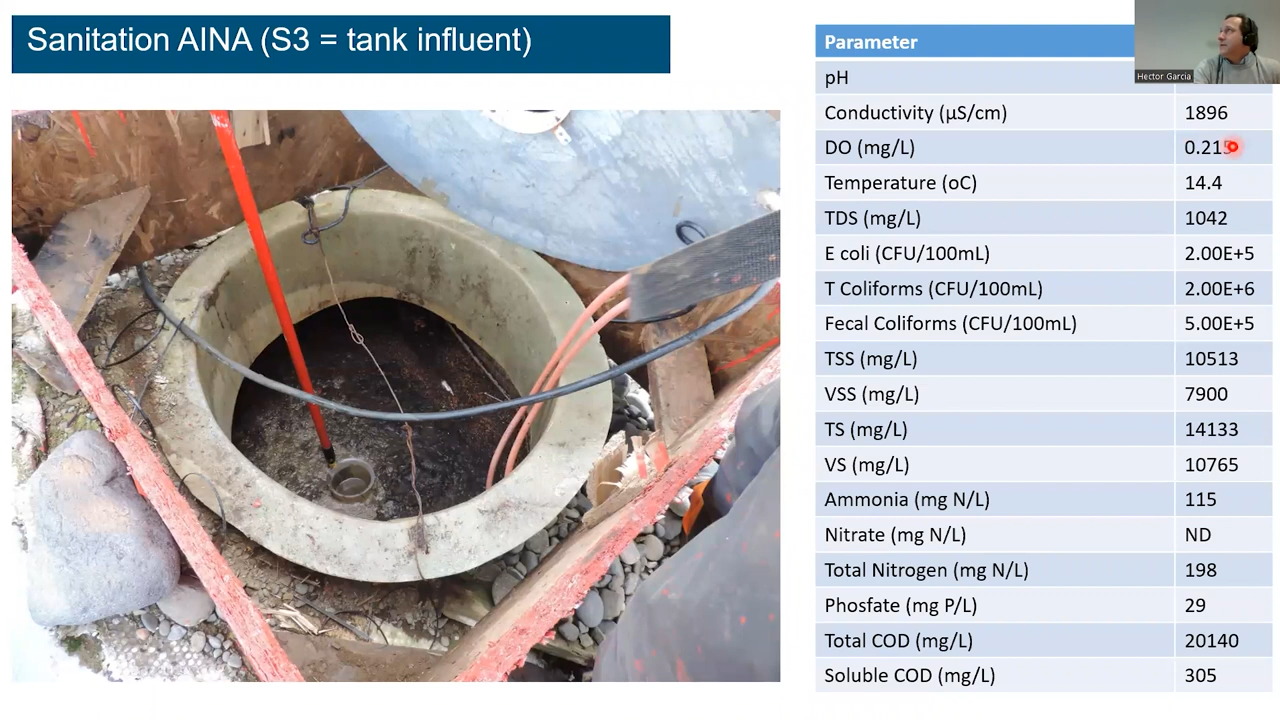 Sanitation AINA (S3 = tank influent)
Parameter
Hector Garcia
pH
Conductivity (µS/cm) 1896
DO (mg/L) 0.215
Temperature (oC) 14.4
TDS (mg/L) 1042
E coli (CFU/100mL) 2.00E+5
T Coliforms (CFU/100mL) 2.00E+6
Fecal Coliforms (CFU/100mL) 5.00E+5
TSS (mg/L) 10513
VSS (mg/L) 7900
TS (mg/L) 14133
VS (mg/L) 10765
Ammonia (mg N/L) 115
Nitrate (mg N/L) ND
Total Nitrogen (mg N/L) 198
Phosfate (mg P/L) 29
Total COD (mg/L) 20140
Soluble COD (mg/L) 305